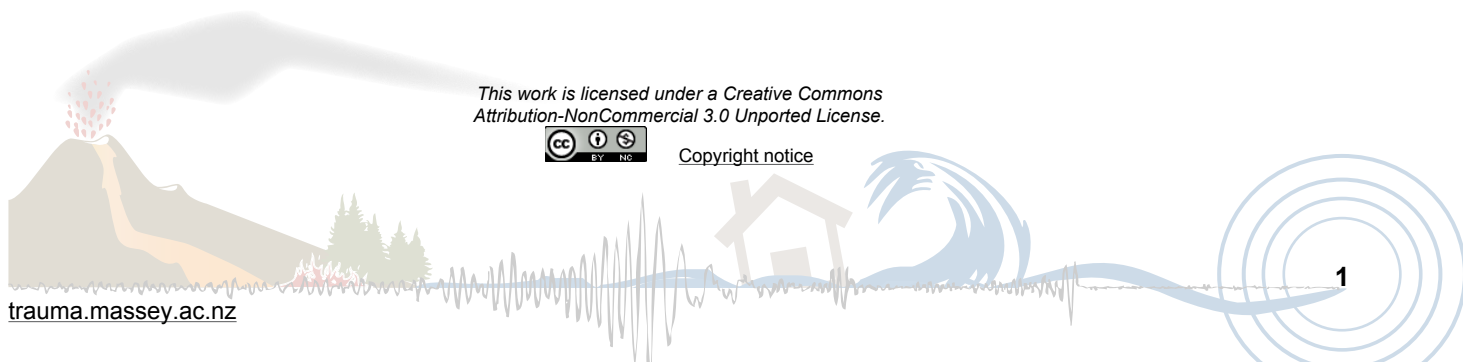 This work is licensed under a Creative Commons
Attribution-NonCommercial 3.0 Unported License.
cc BY NC Copyright notice
1
trauma.massey.ac.nz